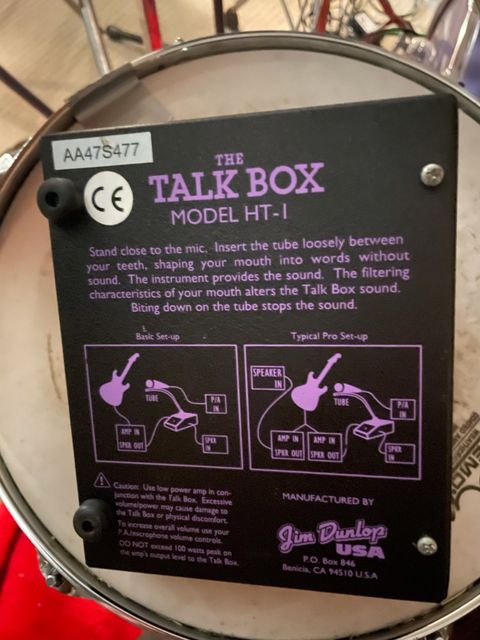 AA47S477
CE
THE
TALK BOX
MODEL HT-1
Stand close to the mic. Insert the tube loosely between
your teeth, shaping your mouth into words without
sound. The instrument provides the sound. The filtering
characteristics of your mouth alters the Talk Box sound.
Biting down on the tube stops the sound.
Basic Set-up
TUBE
P/A
IN
AMP IN
SPKR OUT
SPKR
IN
Typical Pro Set-up
SPEAKER
IN
TUBE
P/A
IN
AMP IN
SPKR OUT
AMP IN
SPKR OUT
SPKR
IN
Caution: Use low power amp in con-
junction with the Talk Box. Excessive
volume/power may cause damage to
the Talk Box or physical discomfort.
To increase overall volume use your
P.A./microphone volume controls.
DO NOT exceed 100 watts peak on
the amp's output level to the Talk Box.
MANUFACTURED BY
Jim Dunlop
USA
P.O. Box 846
Benicia, CA 94510 U.S.A